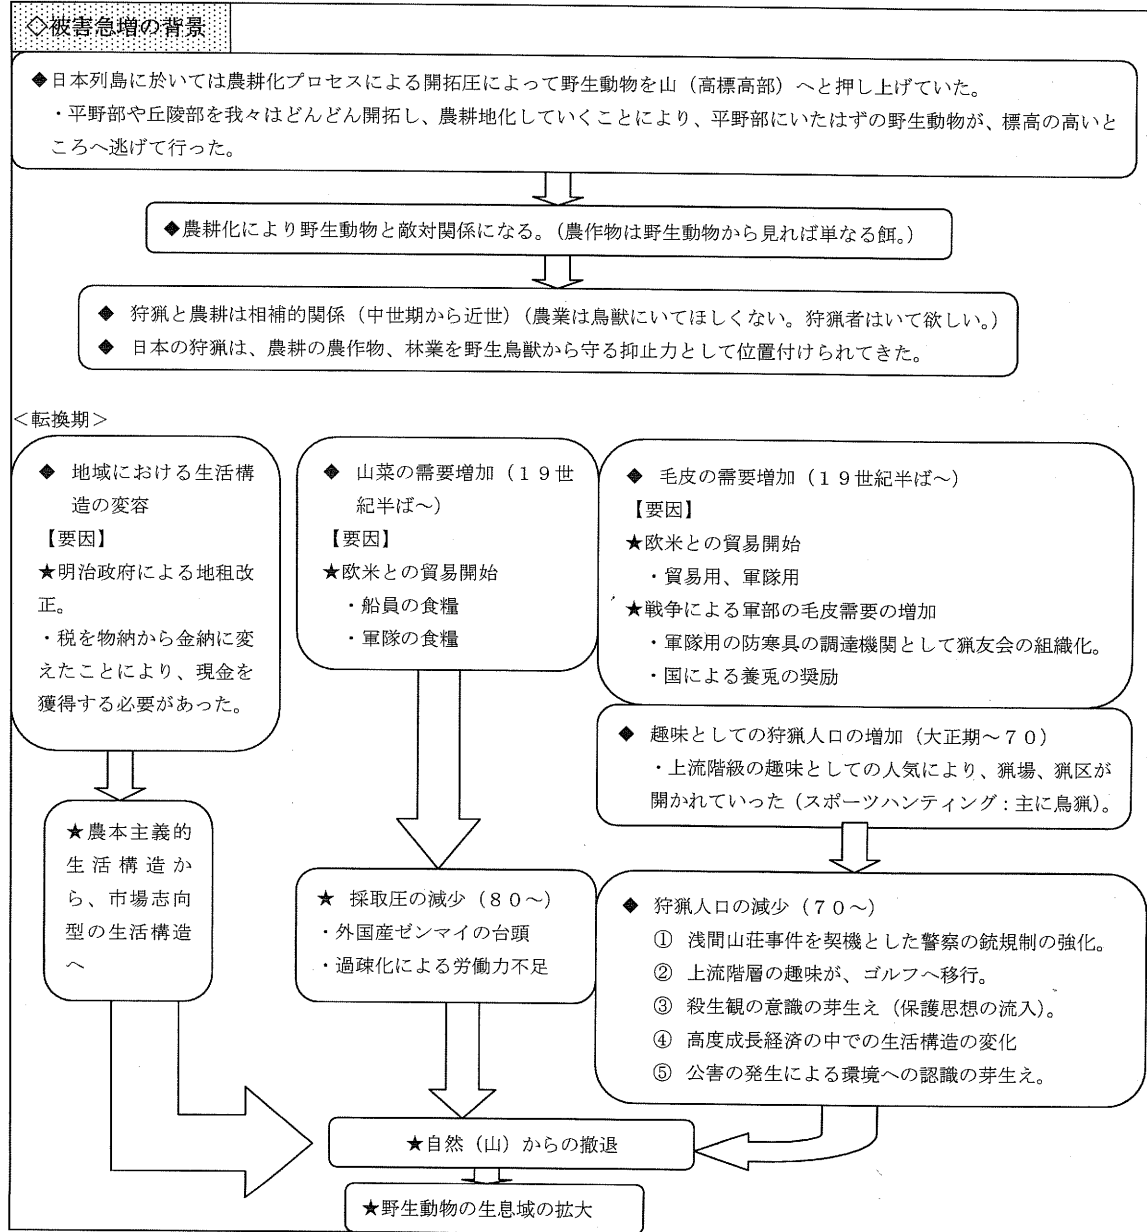 ◇被害急増の背景
◆日本列島に於いては農耕化プロセスによる開拓圧によって野生動物を山（高標高部）へと押し上げていた。
・平野部や丘陵部を我々はどんどん開拓し、農耕地化していくことにより、平野部にいたはずの野生動物が、標高の高いと
ころへ逃げて行った。
◆農耕化により野生動物と敵対関係になる。（農作物は野生動物から見れば単なる餌。）
◆ 狩猟と農耕は相補的関係（中世期から近世）（農業は鳥獣にいてほしくない。狩猟者はいて欲しい。）
◆ 日本の狩猟は、農耕の農作物、林業を野生鳥獣から守る抑止力として位置付けられてきた。
＜転換期＞
◆ 地域における生活構
造の変容
【要因】
★明治政府による地租改
正。
・税を物納から金納に変
えたことにより、現金を
獲得する必要があった。
★農本主義的
生活構造か
ら、市場志向
型の生活構造
へ
◆ 山菜の需要増加（１９世
紀半ば～）
【要因】
★欧米との貿易開始
・船員の食糧
・軍隊の食糧
★ 採取圧の減少（８０～）
・外国産ゼンマイの台頭
・過疎化による労働力不足
◆ 毛皮の需要増加（１９世紀半ば～）
【要因】
★欧米との貿易開始
・貿易用、軍隊用
★戦争による軍部の毛皮需要の増加
・軍隊用の防寒具の調達機関として猟友会の組織化。
・国による養兎の奨励
◆ 趣味としての狩猟人口の増加（大正期～７０）
・上流階級の趣味としての人気により、猟場、猟区が
開かれていった（スポーツハンティング：主に鳥猟）。
◆ 狩猟人口の減少（７０～）
① 浅間山荘事件を契機とした警察の銃規制の強化。
② 上流階層の趣味が、ゴルフへ移行。
③ 殺生観の意識の芽生え（保護思想の流入）。
④ 高度成長経済の中での生活構造の変化
⑤ 公害の発生による環境への認識の芽生え。
★自然（山）からの撤退
★野生動物の生息域の拡大